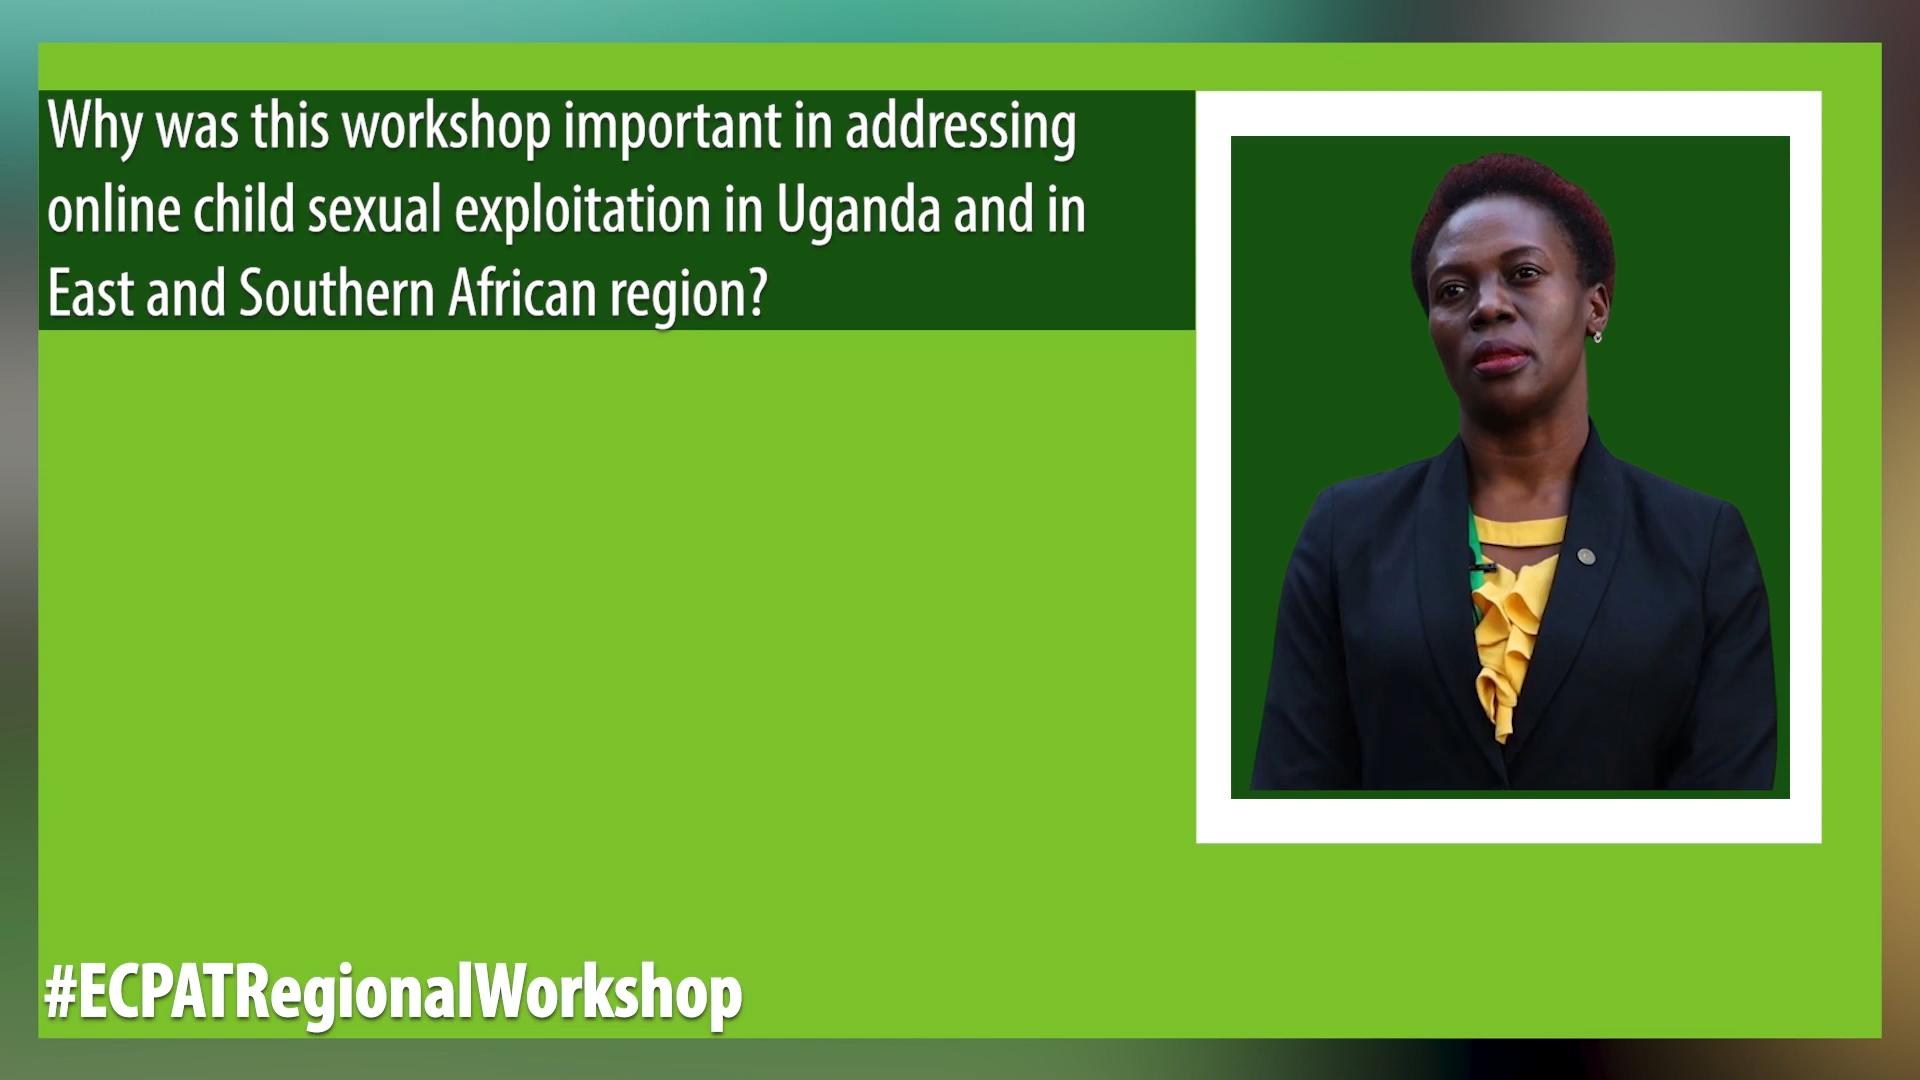 Why was this workshop important in addressing
online child sexual exploitation in Uganda and in
East and Southern African region?
#ECPATRegionalWorkshop